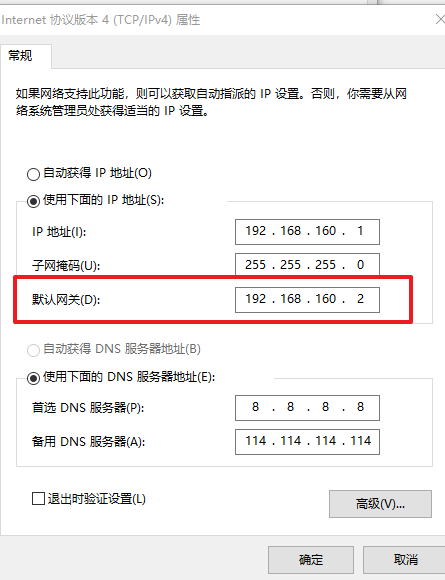 Internet 协议版本 4 (TCP/IPv4) 属性
常规
如果网络支持此功能，则可以获取自动指派的 IP 设置。否则，你需要从网
络系统管理员处获得适当的 IP 设置。
自动获得 IP 地址(O)
使用下面的 IP 地址(S):
IP 地址(I): 192 . 168 . 160 . 1
子网掩码(U): 255 . 255 . 255 . 0
默认网关(D): 192 . 168 . 160 . 2
自动获得 DNS 服务器地址(B)
使用下面的 DNS 服务器地址(E):
首选 DNS 服务器(P): 8 . 8 . 8 . 8
备用 DNS 服务器(A): 114 . 114 . 114 . 114
退出时验证设置(L)
高级(V)...
确定 取消